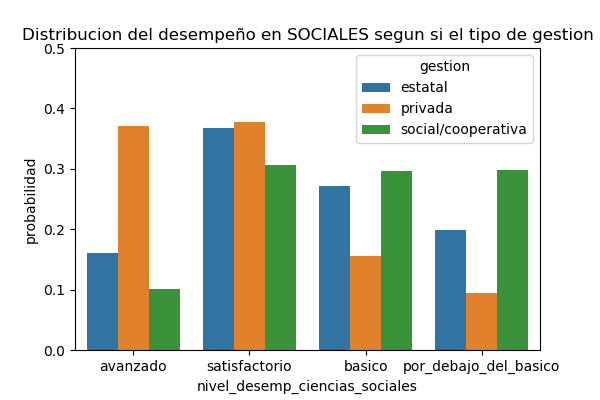 Distribucion del desempeño en SOCIALES segun si el tipo de gestion
0.5
0.4
0.3
0.2
0.1
0.0
probabilidad
gestion
estatal
privada
social/cooperativa
avanzado
satisfactorio
basico
por_debajo_del_basico
nivel_desemp_ciencias_sociales